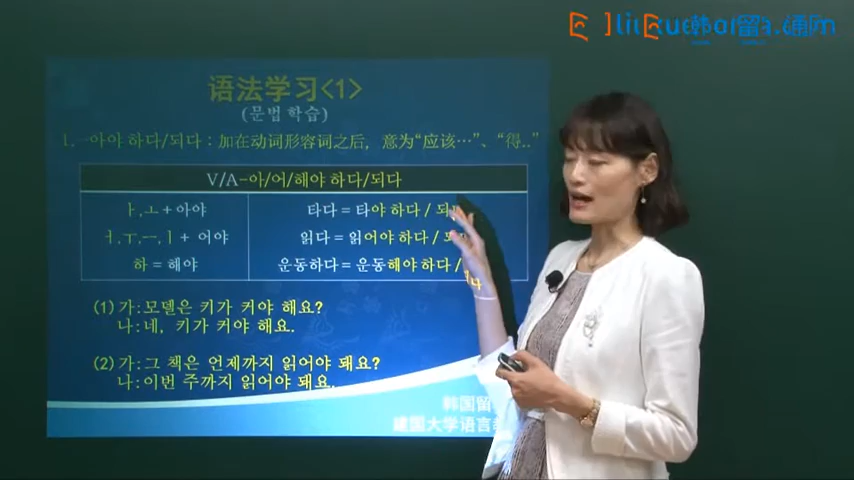 韩国留学通网
语法学习<1>
(문법 학습)
1. -아야 하다/되다 : 加在动词形容词之后，意为“应该…”、“得..”
V/A-아/어/해야 하다/되다
ㅏ,ㅗ + 아야
타다 = 타야 하다 /
ㅓ,ㅜ,ㅡ,ㅣ + 어야
읽다 = 읽어야 하다 /
하 = 해야
운동하다 = 운동해야 하다 /
(1) 가:모델은 키가 커야 해요?
나:네, 키가 커야 해요.
(2) 가:그 책은 언제까지 읽어야 돼요?
나:이번 주까지 읽어야 돼요.
韩国留
建国大学语言